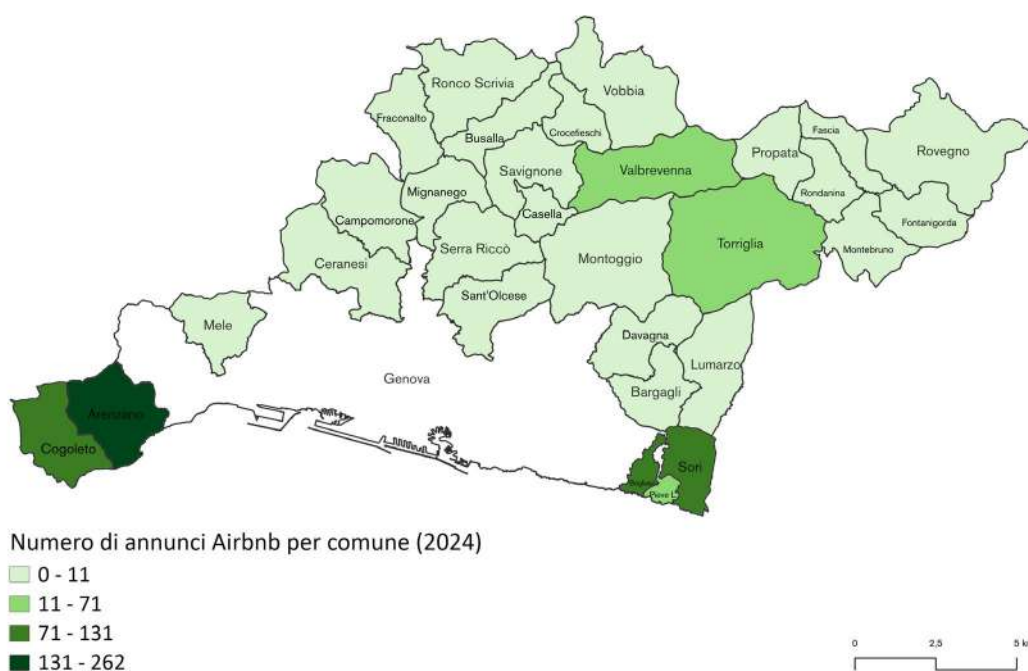 Ronco Scrivia
Vobbia
Fraconalto
Crocefieschi
Busalla
Fascia
Propata
Rovegno
Savignone
Valbrevenna
Mignanego
Rondanina
Casella
Campomorone
Fontanigorda
Torriglia
Serra Riccò
Montebruno
Montoggio
Ceranesi
Sant'Olcese
Mele
Davagna
Lumarzo
Genova
Bargagli
Arenzano
Cogoleto
Sori
Pieve L.
Numero di annunci Airbnb per comune (2024)
0 - 11
11 - 71
71 - 131
131 - 262
0 2,5 5 k